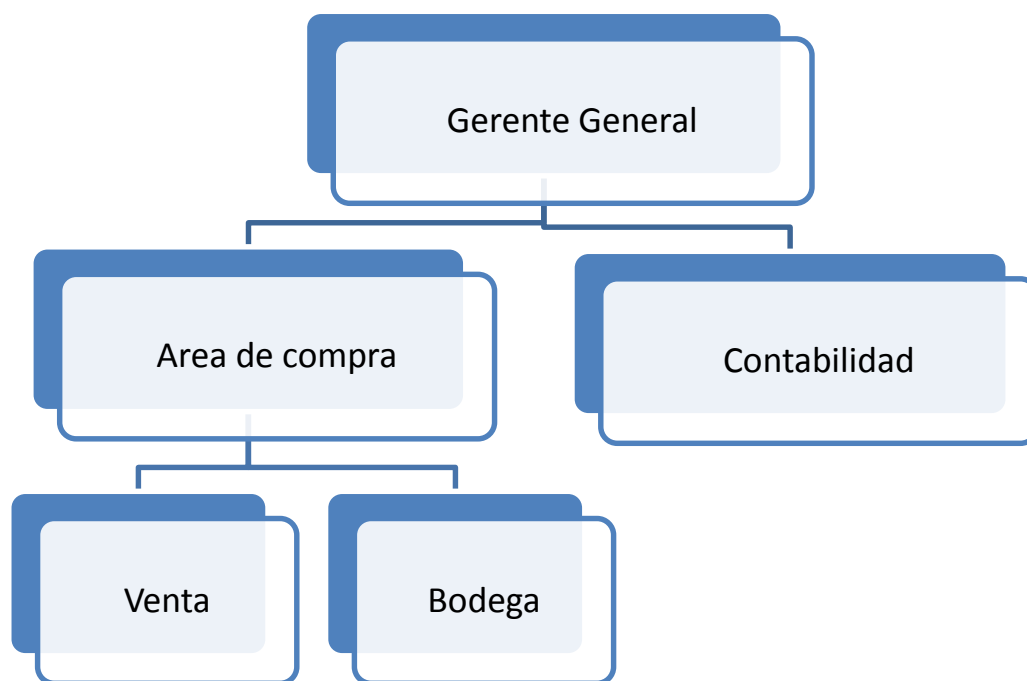 Gerente General
Area de compra
Contabilidad
Venta
Bodega